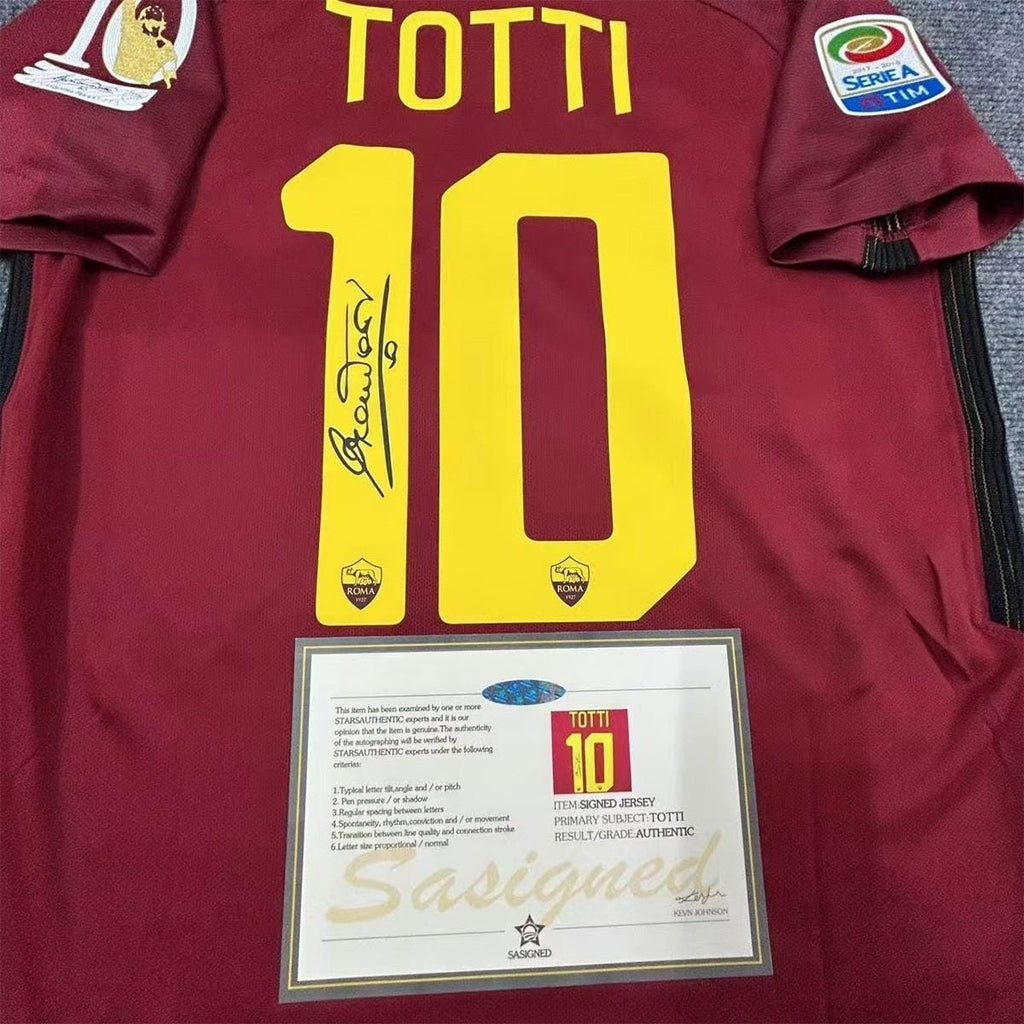 TOTTI
10
10
2017 - 2018
SERIE A
TIM
ROMA
1927
ROMA
1927
This item has been examined by one or more
STARSAUTHENTIC experts and it is our
opinion that the item is genuine.The authenticity
of the autographing will be verified by
STARSAUTHENTIC experts under the following
criterias:
1.Typical letter tilt,angle and / or pitch
2. Pen pressure / or shadow
3.Regular spacing between letters
4.Spontaneity, rhythm,conviction and / or movement
5.Transition between line quality and connection stroke
6.Letter size proportional / normal
TOTTI
10
ITEM:SIGNED JERSEY
PRIMARY SUBJECT:TOTTI
RESULT/GRADE:AUTHENTIC
Sasigned
KEVN JOHNSON
SASIGNED